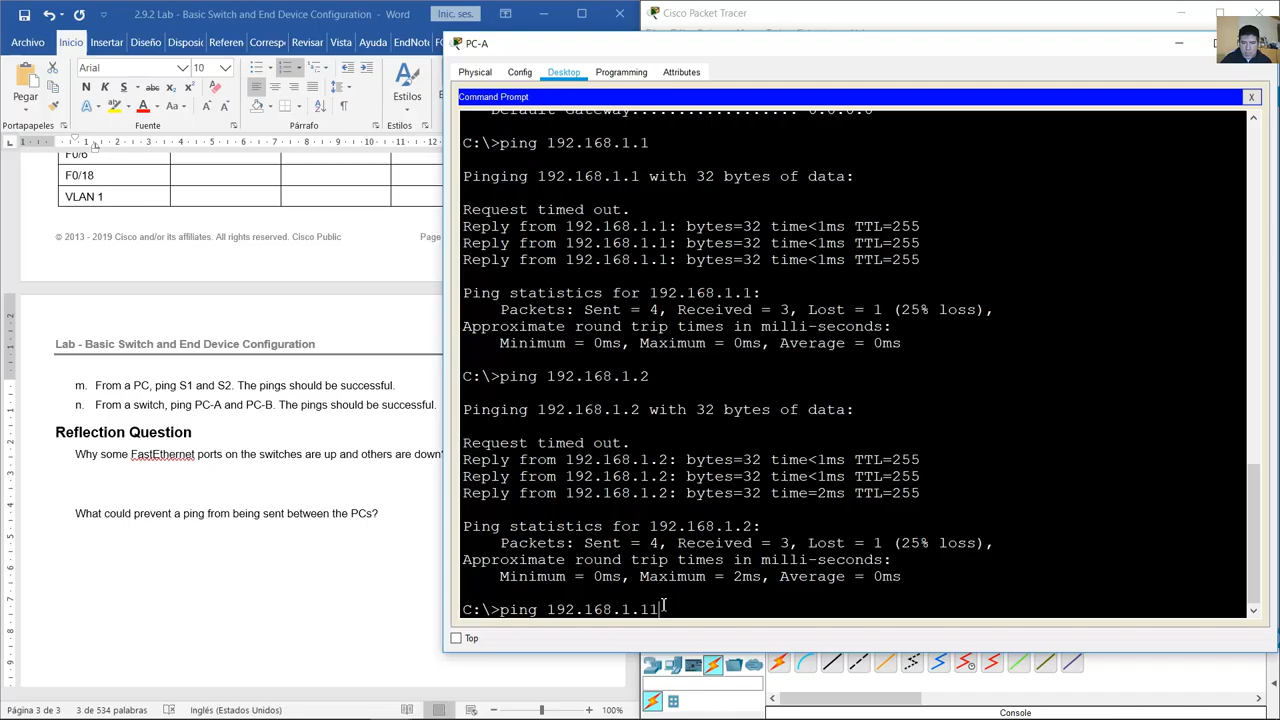 2.9.2 Lab - Basic Switch and End Device
Inic. ses.
Archivo Inicio Insertar Diseño Disposic Referen Corresp Revisar Vista Ayuda EndNote
Pegar
Arial 10
N K S
Estilos
Portapapeles Fuente Párrafo Estilos
F0/6
F0/18
VLAN 1
© 2013 - 2019 Cisco and/or its affiliates. All rights reserved. Cisco Public Page
Lab - Basic Switch and End Device Configuration
m. From a PC, ping S1 and S2. The pings should be successful.
n. From a switch, ping PC-A and PC-B. The pings should be successful.
Reflection Question
Why some FastEthernet ports on the switches are up and others are down?
What could prevent a ping from being sent between the PCs?
Página 3 de 3 3 de 534 palabras Inglés (Estados Unidos) 100%
Cisco Packet Tracer
PC-A
Physical Config Desktop Programming Attributes
Command Prompt X
Default Gateway.................: 0.0.0.0
C:\>ping 192.168.1.1
Pinging 192.168.1.1 with 32 bytes of data:
Request timed out.
Reply from 192.168.1.1: bytes=32 time<1ms TTL=255
Reply from 192.168.1.1: bytes=32 time<1ms TTL=255
Reply from 192.168.1.1: bytes=32 time<1ms TTL=255
Ping statistics for 192.168.1.1:
Packets: Sent = 4, Received = 3, Lost = 1 (25% loss),
Approximate round trip times in milli-seconds:
Minimum = 0ms, Maximum = 0ms, Average = 0ms
C:\>ping 192.168.1.2
Pinging 192.168.1.2 with 32 bytes of data:
Request timed out.
Reply from 192.168.1.2: bytes=32 time<1ms TTL=255
Reply from 192.168.1.2: bytes=32 time<1ms TTL=255
Reply from 192.168.1.2: bytes=32 time=2ms TTL=255
Ping statistics for 192.168.1.2:
Packets: Sent = 4, Received = 3, Lost = 1 (25% loss),
Approximate round trip times in milli-seconds:
Minimum = 0ms, Maximum = 2ms, Average = 0ms
C:\>ping 192.168.1.11
Top
Console